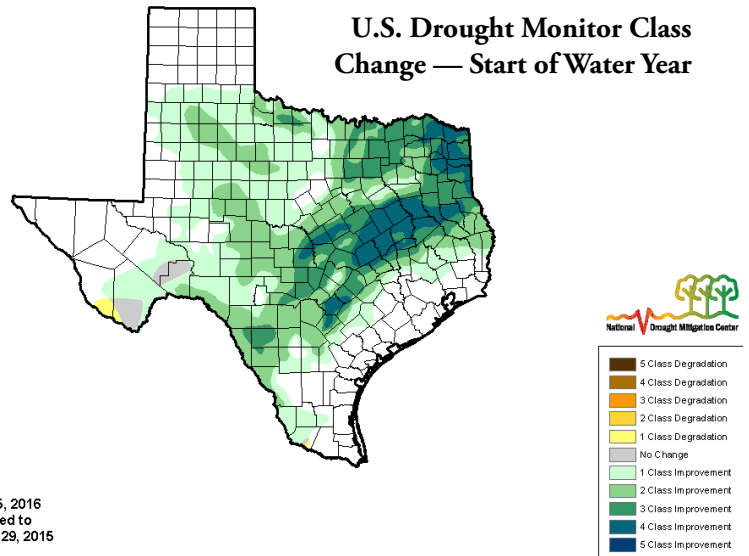 U.S. Drought Monitor Class
Change — Start of Water Year
National Drought Mitigation Center
5 Class Degradation
4 Class Degradation
3 Class Degradation
2 Class Degradation
1 Class Degradation
No Change
1 Class Improvement
2 Class Improvement
3 Class Improvement
4 Class Improvement
5 Class Improvement
, 2016
ed to
29, 2015